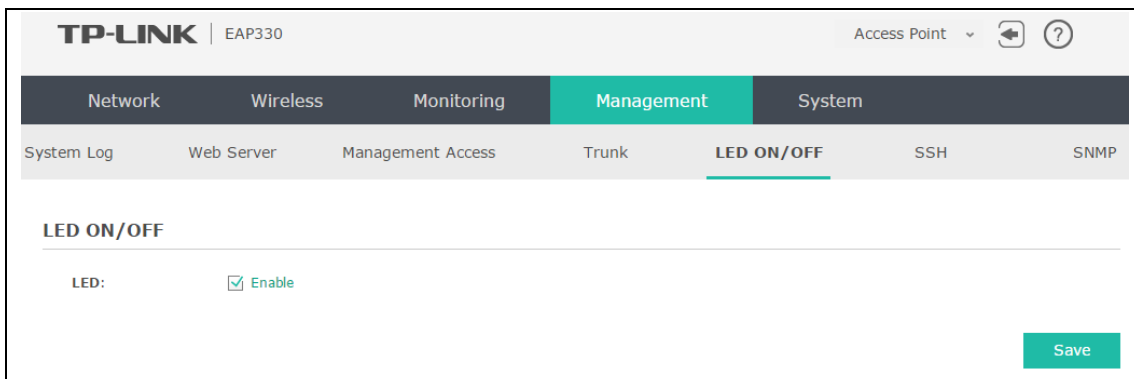 TP-LINK | EAP330 Access Point
Network Wireless Monitoring Management System
System Log Web Server Management Access Trunk LED ON/OFF SSH SNMP
LED ON/OFF
LED: Enable
Save